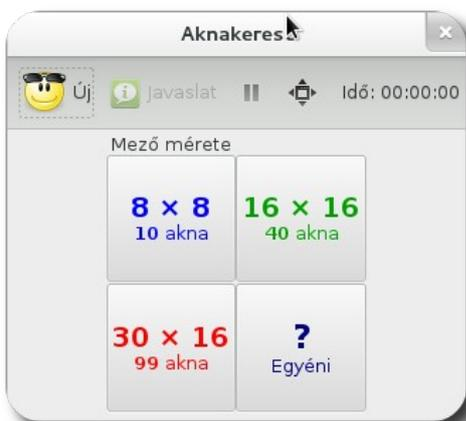 Aknakereső
Új Javaslat Idő: 00:00:00
Mező mérete
8 × 8
10 akna
16 × 16
40 akna
30 × 16
99 akna
?
Egyéni